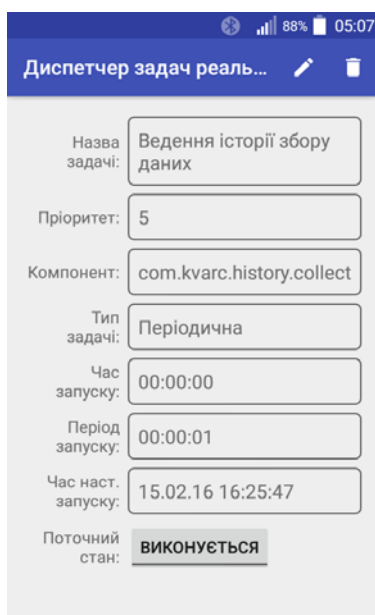 88% 05:07
Диспетчер задач реаль...
Назва
задачі:
Ведення історії збору
даних
Пріоритет:
5
Компонент:
com.kvarc.history.collect
Тип
задачі:
Періодична
Час
запуску:
00:00:00
Період
запуску:
00:00:01
Час наст.
запуску:
15.02.16 16:25:47
Поточний
стан:
ВИКОНУЄТЬСЯ